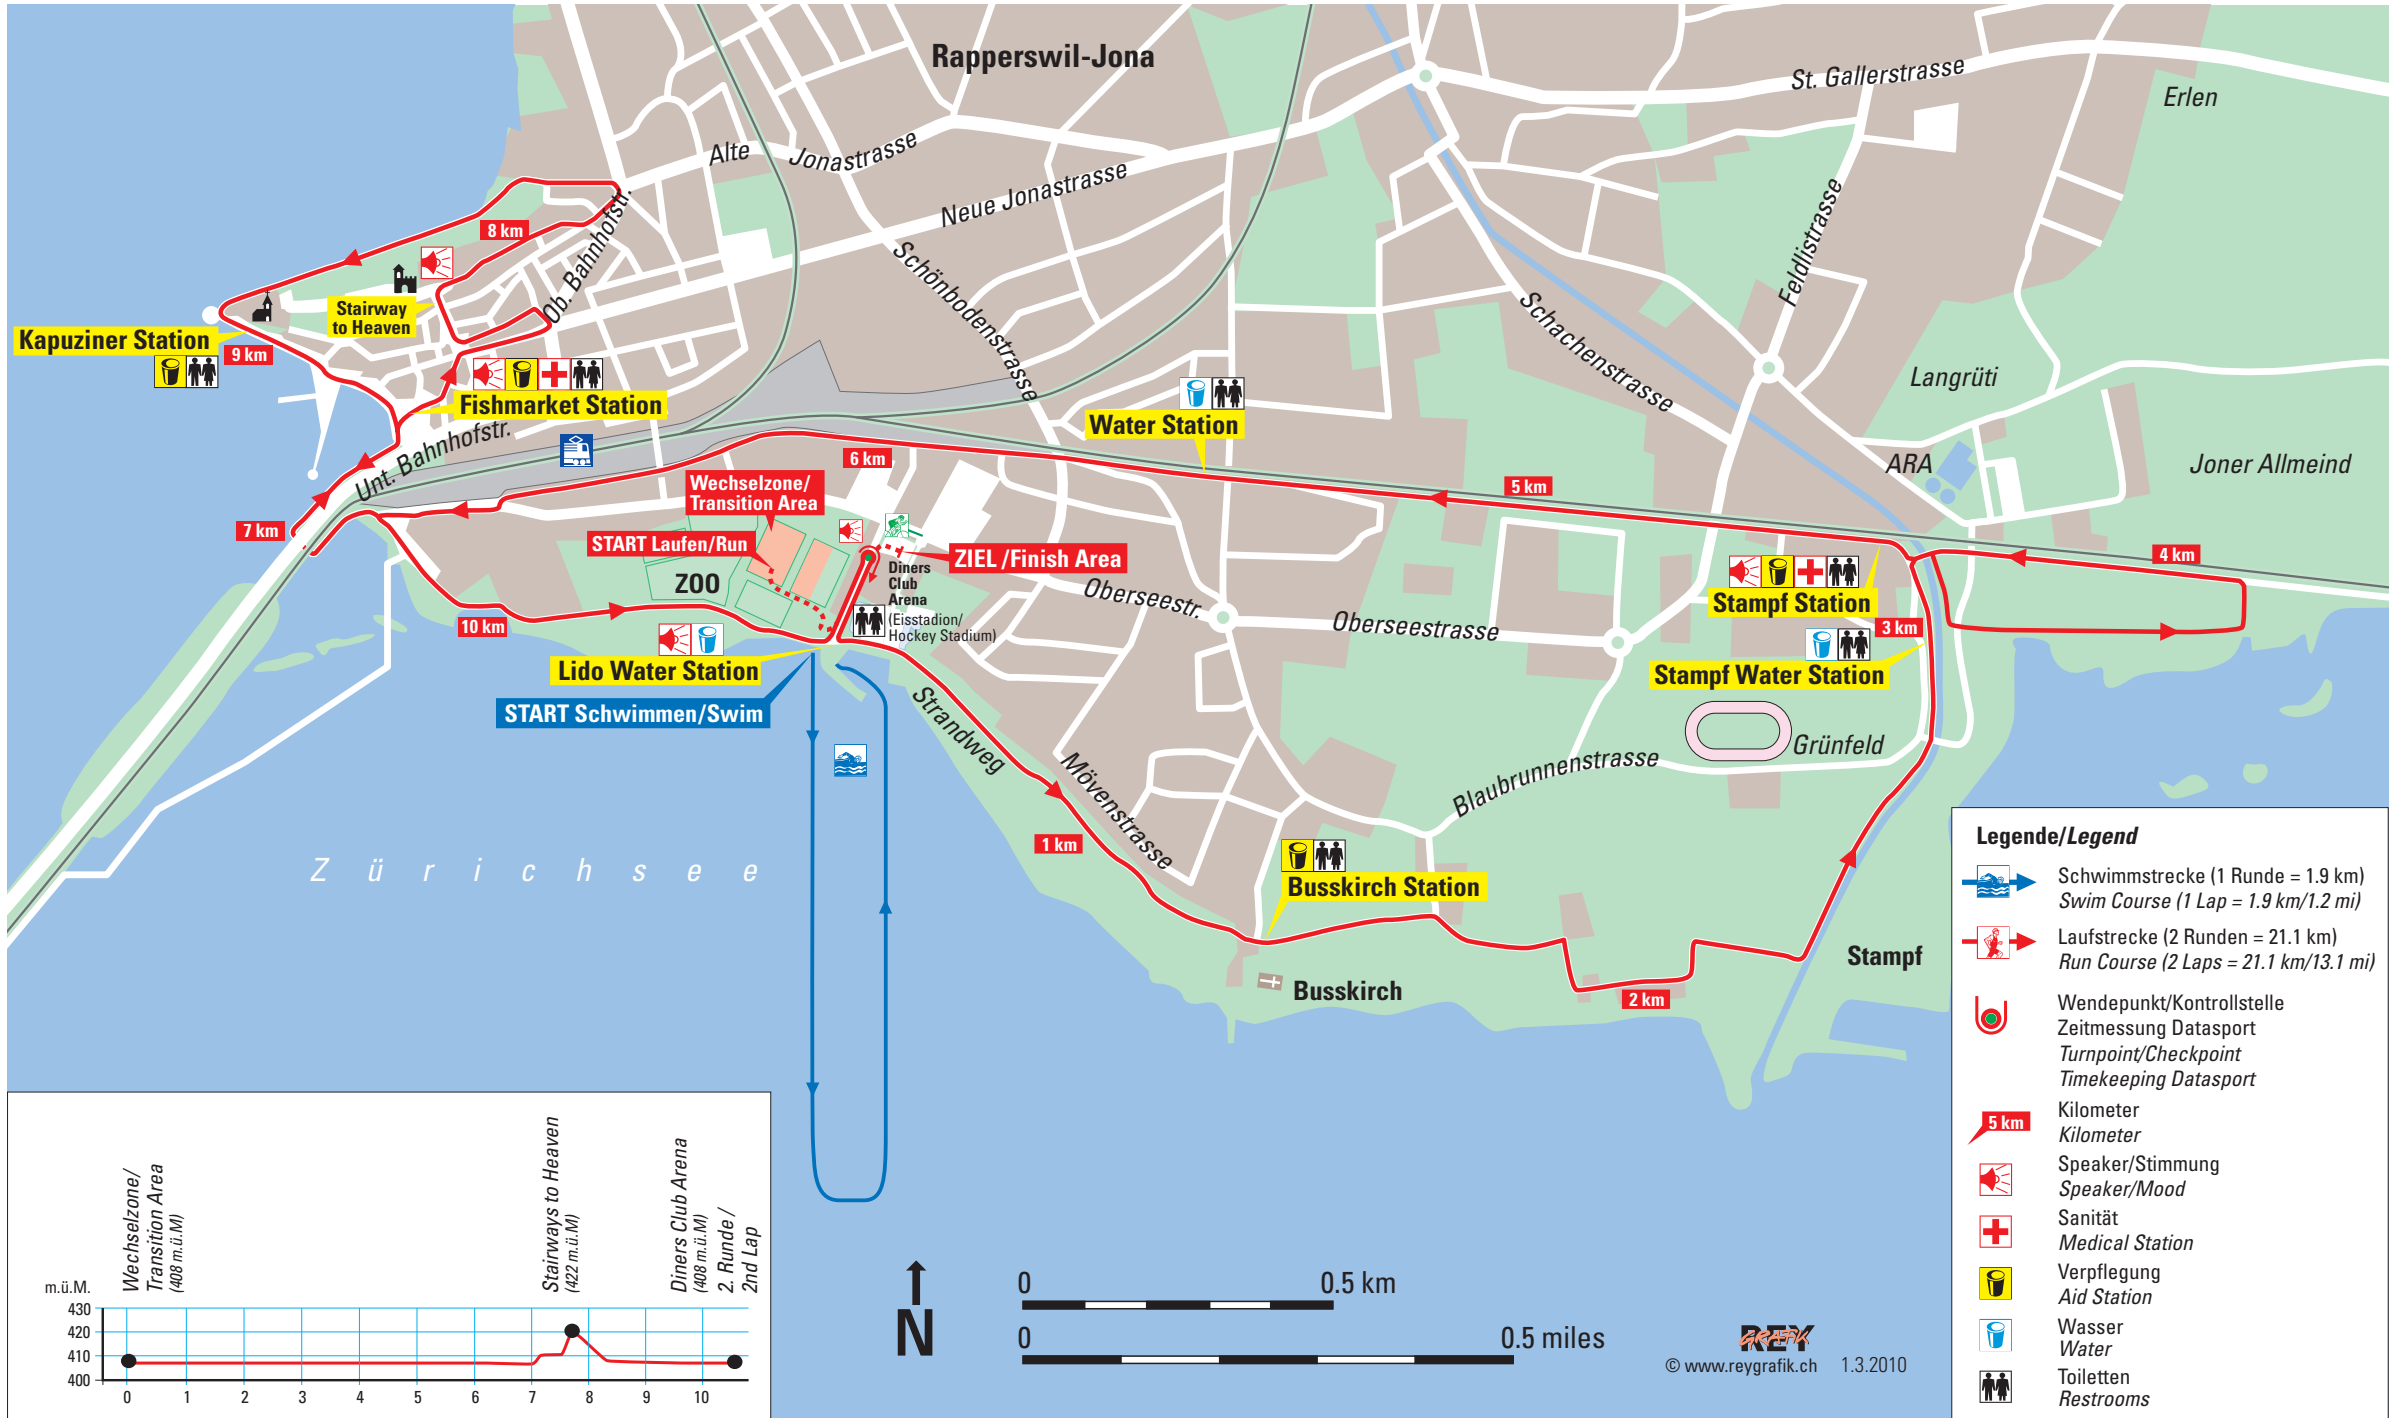 Rapperswil-Jona
St. Gallerstrasse
Erlen
Alte
Jonastrasse
Neue Jonastrasse
Ob. Bahnhofstr.
8 km
Schönbodenstrasse
Feldlistrasse
Schachenstrasse
Stairway
to Heaven
Kapuziner Station
9 km
Fishmarket Station
Langrüti
Water Station
Unt. Bahnhofstr.
6 km
ARA
Joner Allmeind
Wechselzone/
Transition Area
5 km
7 km
START Laufen/Run
ZIEL /Finish Area
4 km
ZOO
Diners
Club
Arena
(Eisstadion/
Hockey Stadium)
Oberseestr.
Oberseestrasse
Stampf Station
3 km
10 km
Lido Water Station
Stampf Water Station
START Schwimmen/Swim
Strandweg
Grünfeld
Mövenstrasse
Blaubrunnenstrasse
1 km
Zürichsee
Busskirch Station
Stampf
Busskirch
2 km
Legende/Legend
Schwimmstrecke (1 Runde = 1.9 km)
Swim Course (1 Lap = 1.9 km/1.2 mi)
Laufstrecke (2 Runden = 21.1 km)
Run Course (2 Laps = 21.1 km/13.1 mi)
Wendepunkt/Kontrollstelle
Zeitmessung Datasport
Turnpoint/Checkpoint
Timekeeping Datasport
5 km
Kilometer
Kilometer
Speaker/Stimmung
Speaker/Mood
Sanität
Medical Station
Verpflegung
Aid Station
Wasser
Water
Toiletten
Restrooms
Wechselzone/
Transition Area
(408 m.ü.M)
Stairways to Heaven
(422 m.ü.M)
Diners Club Arena
(408 m.ü.M)
2. Runde /
2nd Lap
m.ü.M.
430
420
410
400
0 1 2 3 4 5 6 7 8 9 10
N
0 0.5 km
0 0.5 miles
REY
GRAFIK
© www.reygrafik.ch 1.3.2010